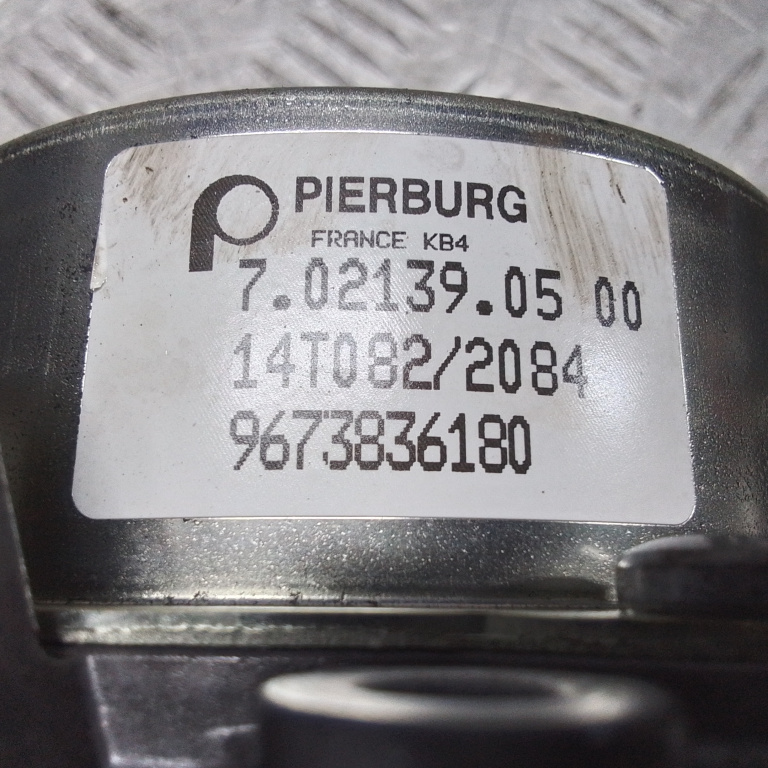 PIERBURG
FRANCE KB4
7.02139.05 00
14T082/2084
9673836180